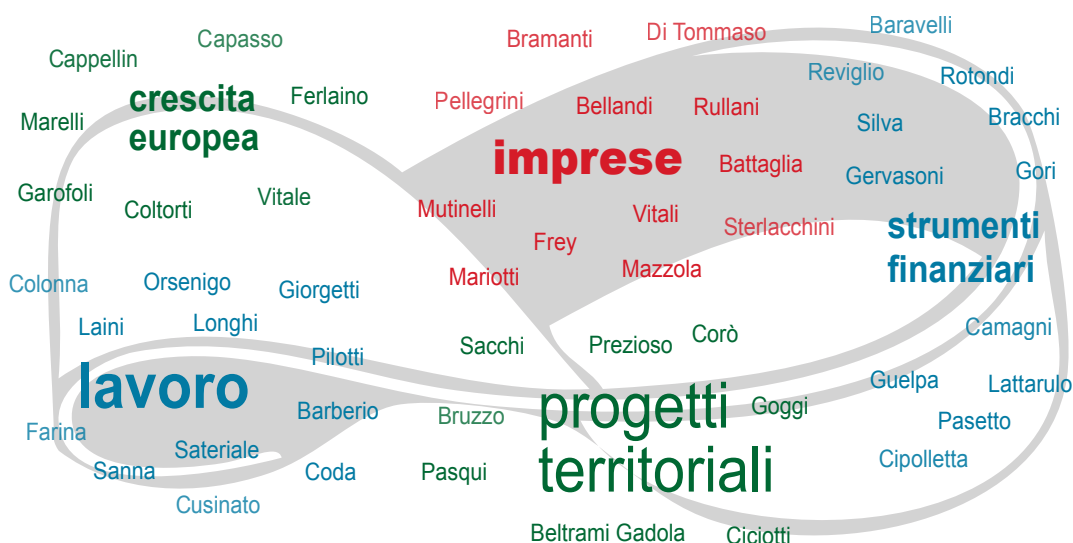 Cappellin
Capasso
crescita
europea
Ferlaino
Marelli
Garofoli
Coltorti
Vitale
Bramanti
Di Tommaso
Pellegrini
Bellandi
Rullani
imprese
Battaglia
Mutinelli
Vitali
Sterlacchini
Frey
Mariotti
Mazzola
Baravelli
Reviglio
Rotondi
Silva
Bracchi
Gervasoni
Gori
strumenti
finanziari
Camagni
Guelpa
Lattarulo
Pasetto
Cipolletta
Colonna
Orsenigo
Giorgetti
Laini
Longhi
Pilotti
lavoro
Barberio
Farina
Sateriale
Sanna
Coda
Cusinato
Sacchi
Prezioso
Corò
Bruzzo
progetti
territoriali
Goggi
Pasqui
Beltrami Gadola
Ciciotti